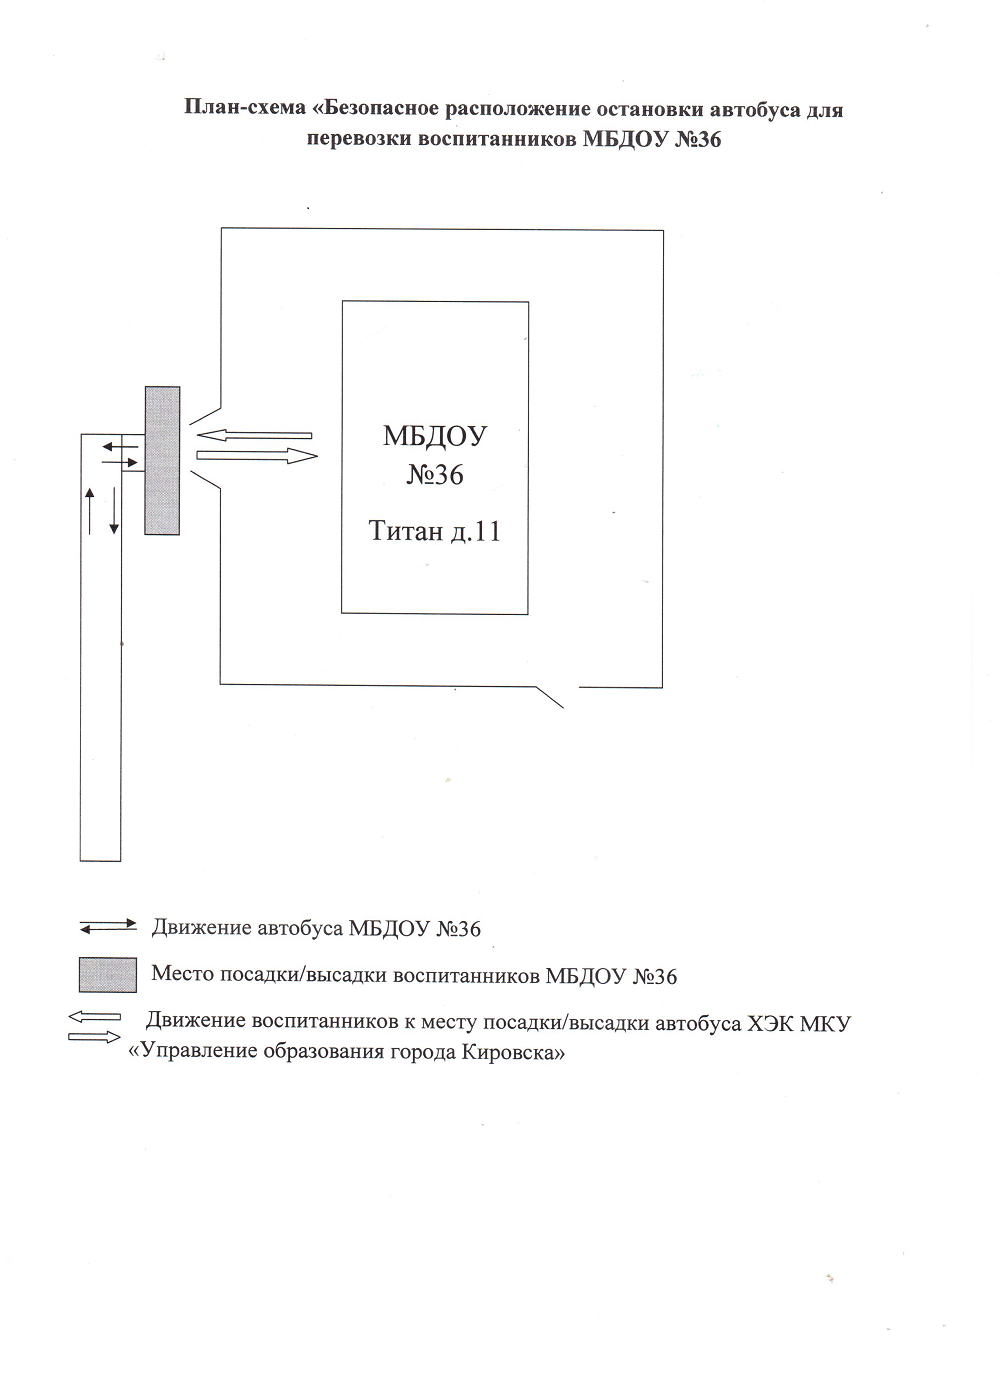 План-схема «Безопасное расположение остановки автобуса для
перевозки воспитанников МБДОУ №36
МБДОУ
№36
Титан д.11
Движение автобуса МБДОУ №36
Место посадки/высадки воспитанников МБДОУ №36
Движение воспитанников к месту посадки/высадки автобуса ХЭК МКУ
«Управление образования города Кировска»